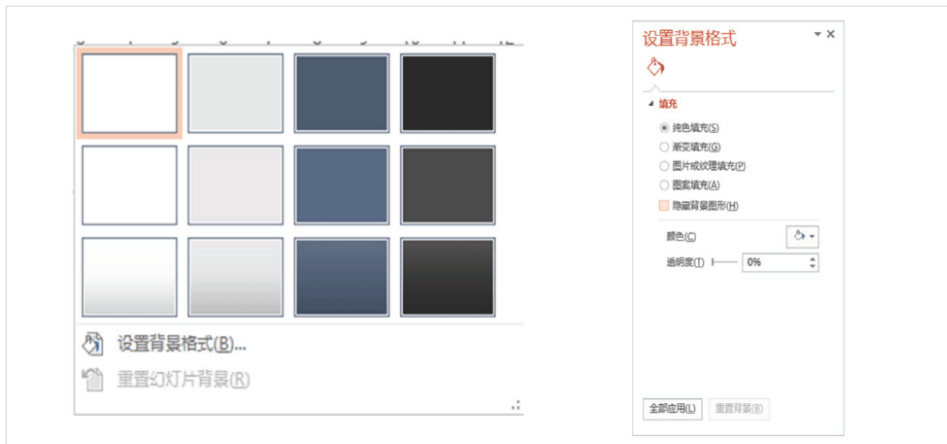 设置背景格式(B)...
重置幻灯片背景(R)
设置背景格式
填充
纯色填充(S)
渐变填充(G)
图片或纹理填充(P)
图案填充(A)
隐藏背景图形(H)
颜色(C)
透明度(T) 0%
全部应用(L) 重置背景(B)